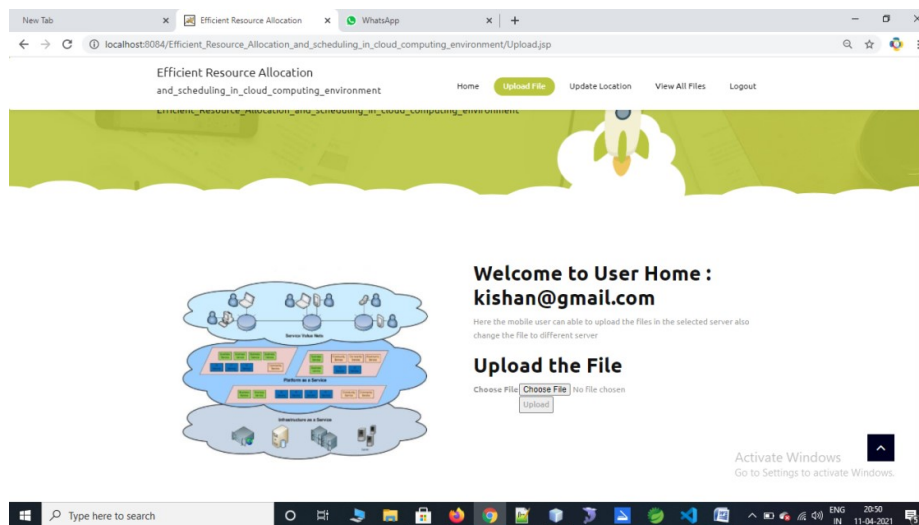 New Tab
Efficient Resource Allocation
WhatsApp
localhost:8084/Efficient_Resource_Allocation_and_scheduling_in_cloud_computing_environment/Upload.jsp
Efficient Resource Allocation
and_scheduling_in_cloud_computing_environment
Home
Upload File
Update Location
View All Files
Logout
Efficient_Resource_Allocation_and_scheduling_in_cloud_computing_environment
Welcome to User Home :
kishan@gmail.com
Here the mobile user can able to upload the files in the selected server also
change the file to different server
Upload the File
Choose File Choose File No file chosen
Upload
Platform as a Service
Infrastructure as a Service
Activate Windows
Go to Settings to activate Windows.
Type here to search
ENG
IN
20:50
11-04-2021